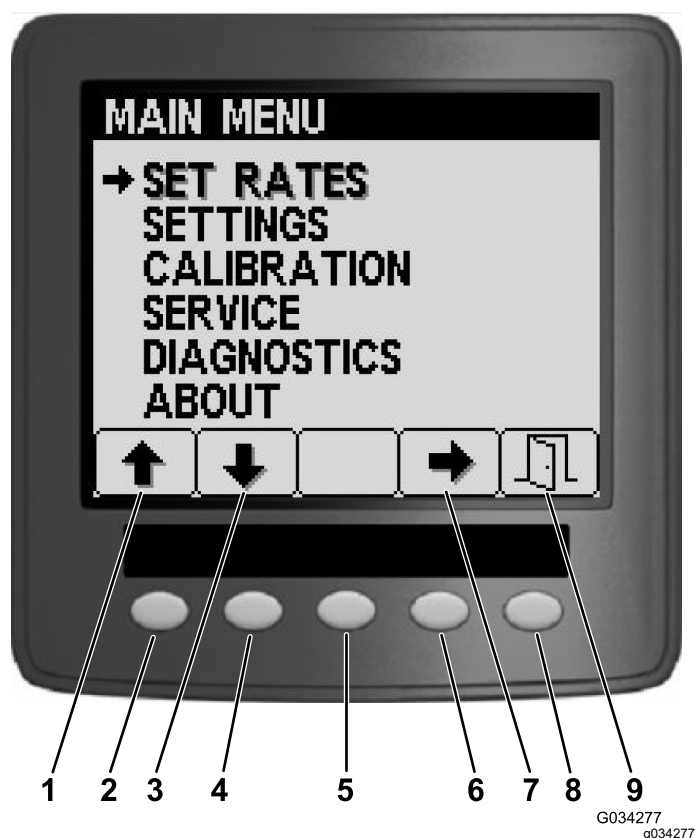 MAIN MENU
SET RATES
SETTINGS
CALIBRATION
SERVICE
DIAGNOSTICS
ABOUT
1 2 3 4 5 6 7 8 9
G034277
g034277